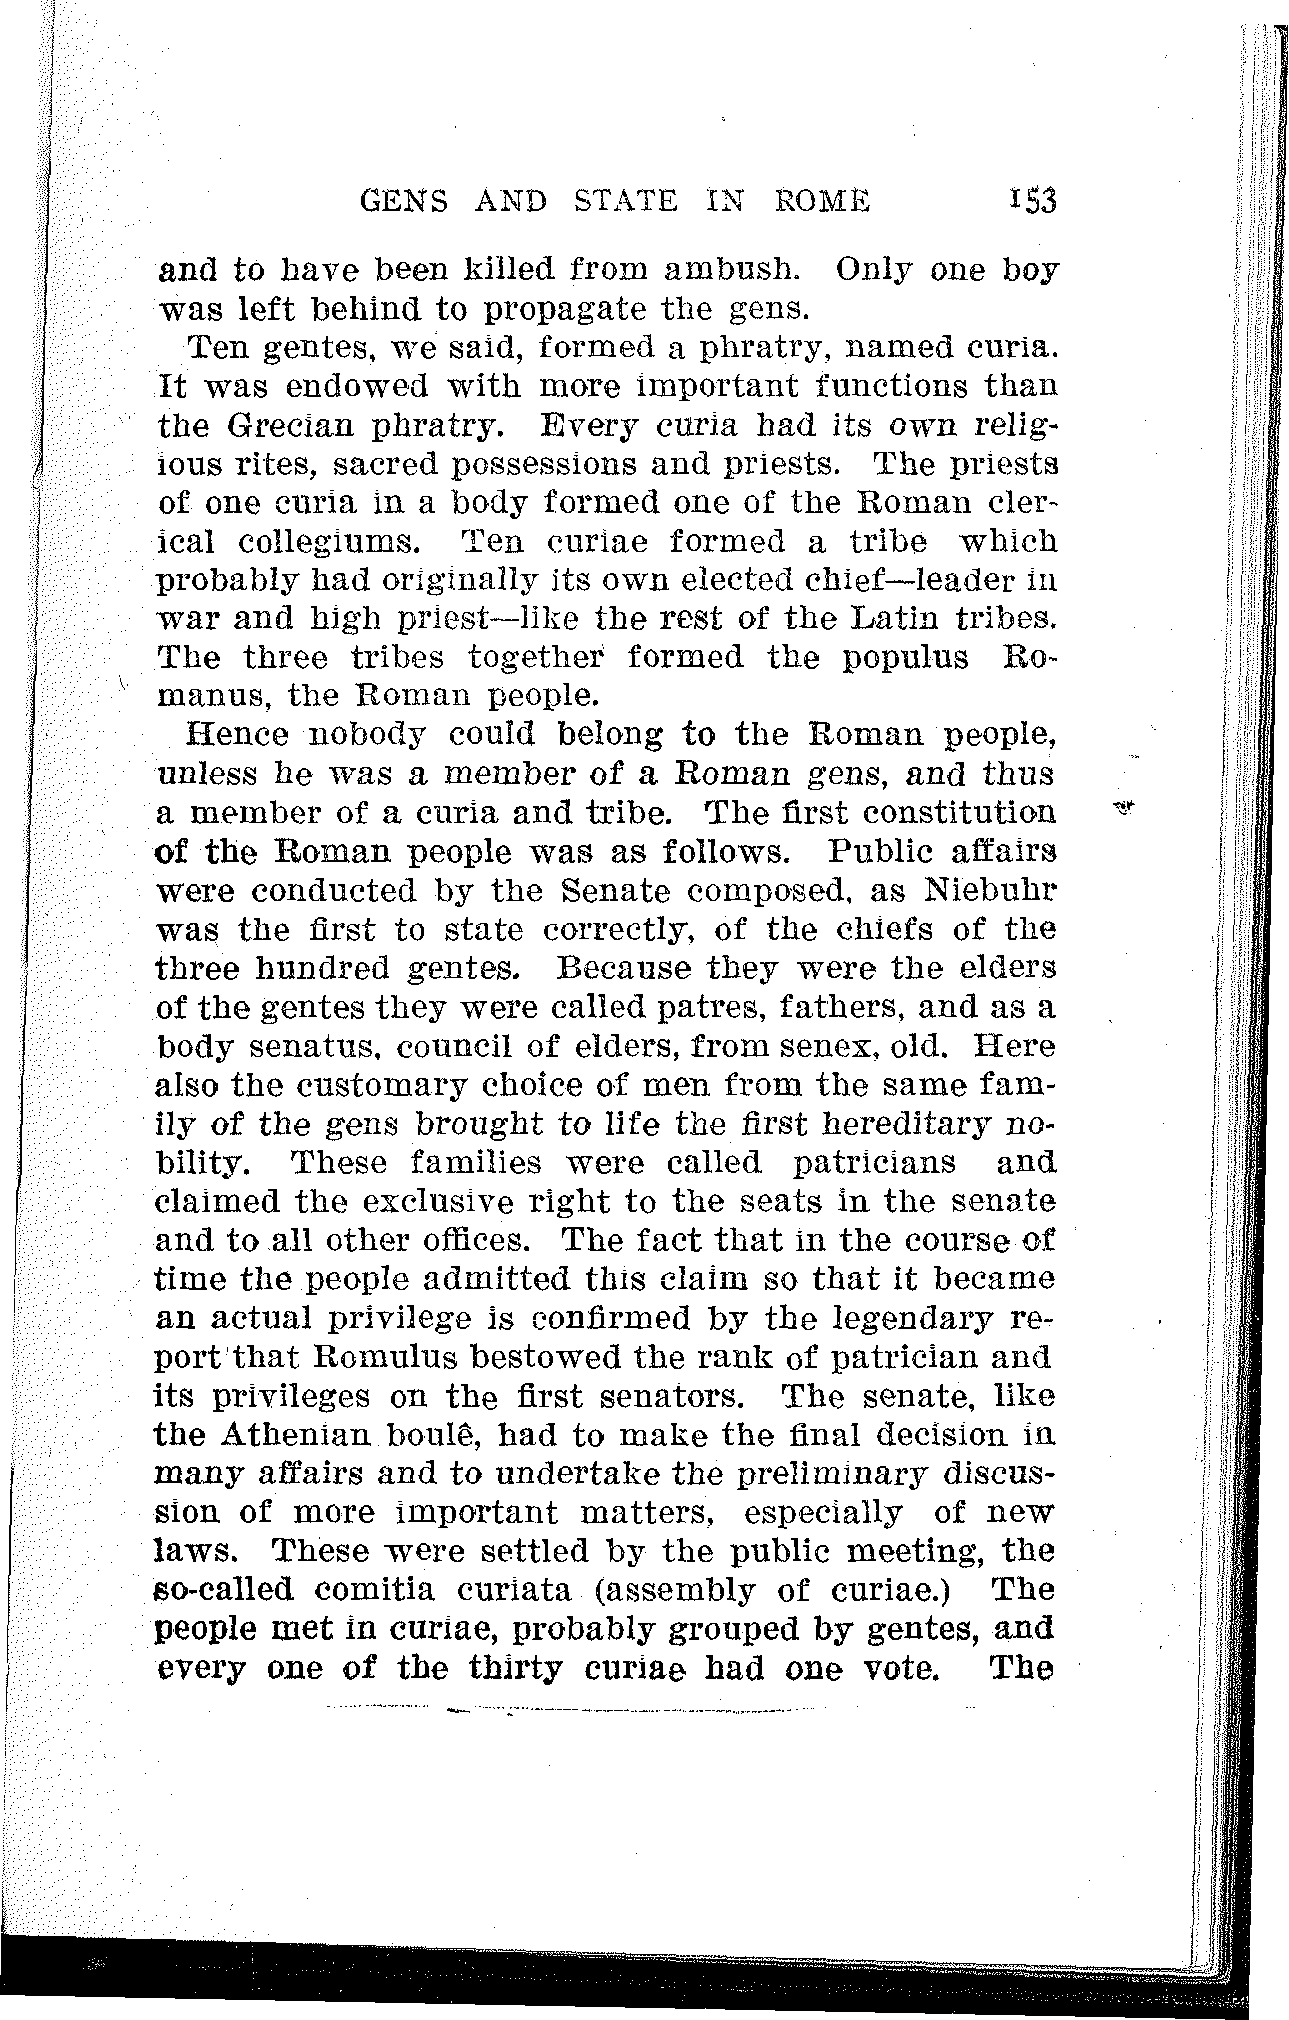 GENS AND STATE IN ROME 153
and to have been killed from ambush. Only one boy
was left behind to propagate the gens.
Ten gentes, we said, formed a phratry, named curia.
It was endowed with more important functions than
the Grecian phratry. Every curia had its own relig-
ious rites, sacred possessions and priests. The priests
of one curia in a body formed one of the Roman cler-
ical collegiums. Ten curiae formed a tribe which
probably had originally its own elected chief—leader in
war and high priest—like the rest of the Latin tribes.
The three tribes together formed the populus Ro-
manus, the Roman people.
Hence nobody could belong to the Roman people,
unless he was a member of a Roman gens, and thus
a member of a curia and tribe. The first constitution
of the Roman people was as follows. Public affairs
were conducted by the Senate composed, as Niebuhr
was the first to state correctly, of the chiefs of the
three hundred gentes. Because they were the elders
of the gentes they were called patres, fathers, and as a
body senatus, council of elders, from senex, old. Here
also the customary choice of men from the same fam-
ily of the gens brought to life the first hereditary no-
bility. These families were called patricians and
claimed the exclusive right to the seats in the senate
and to all other offices. The fact that in the course of
time the people admitted this claim so that it became
an actual privilege is confirmed by the legendary re-
port that Romulus bestowed the rank of patrician and
its privileges on the first senators. The senate, like
the Athenian boulê, had to make the final decision in
many affairs and to undertake the preliminary discus-
sion of more important matters, especially of new
laws. These were settled by the public meeting, the
so-called comitia curiata (assembly of curiae.) The
people met in curiae, probably grouped by gentes, and
every one of the thirty curiae had one vote. The